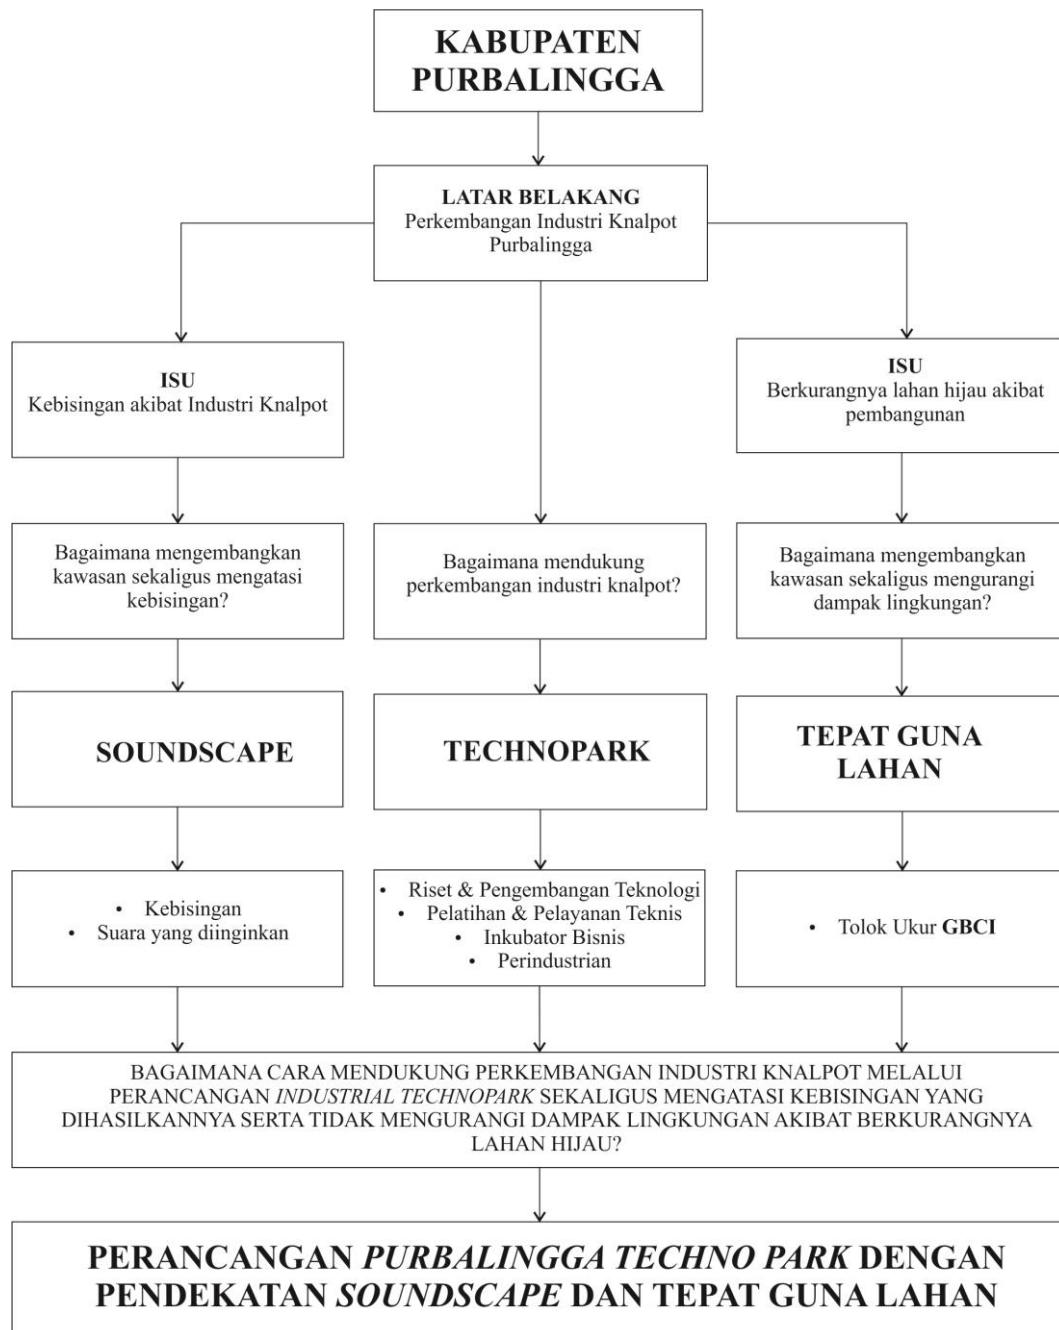 KABUPATEN
PURBALINGGA
LATAR BELAKANG
Perkembangan Industri Knalpot
Purbalingga
ISU
Kebisingan akibat Industri Knalpot
ISU
Berkurangnya lahan hijau akibat
pembangunan
Bagaimana mengembangkan
kawasan sekaligus mengatasi
kebisingan?
Bagaimana mendukung
perkembangan industri knalpot?
Bagaimana mengembangkan
kawasan sekaligus mengurangi
dampak lingkungan?
SOUNDSCAPE
TECHNOPARK
TEPAT GUNA
LAHAN
• Kebisingan
• Suara yang diinginkan
• Riset & Pengembangan Teknologi
• Pelatihan & Pelayanan Teknis
• Inkubator Bisnis
• Perindustrian
• Tolok Ukur GBCI
BAGAIMANA CARA MENDUKUNG PERKEMBANGAN INDUSTRI KNALPOT MELALUI
PERANCANGAN INDUSTRIAL TECHNOPARK SEKALIGUS MENGATASI KEBISINGAN YANG
DIHASILKANNYA SERTA TIDAK MENGURANGI DAMPAK LINGKUNGAN AKIBAT BERKURANGNYA
LAHAN HIJAU?
PERANCANGAN PURBALINGGA TECHNO PARK DENGAN
PENDEKATAN SOUNDSCAPE DAN TEPAT GUNA LAHAN